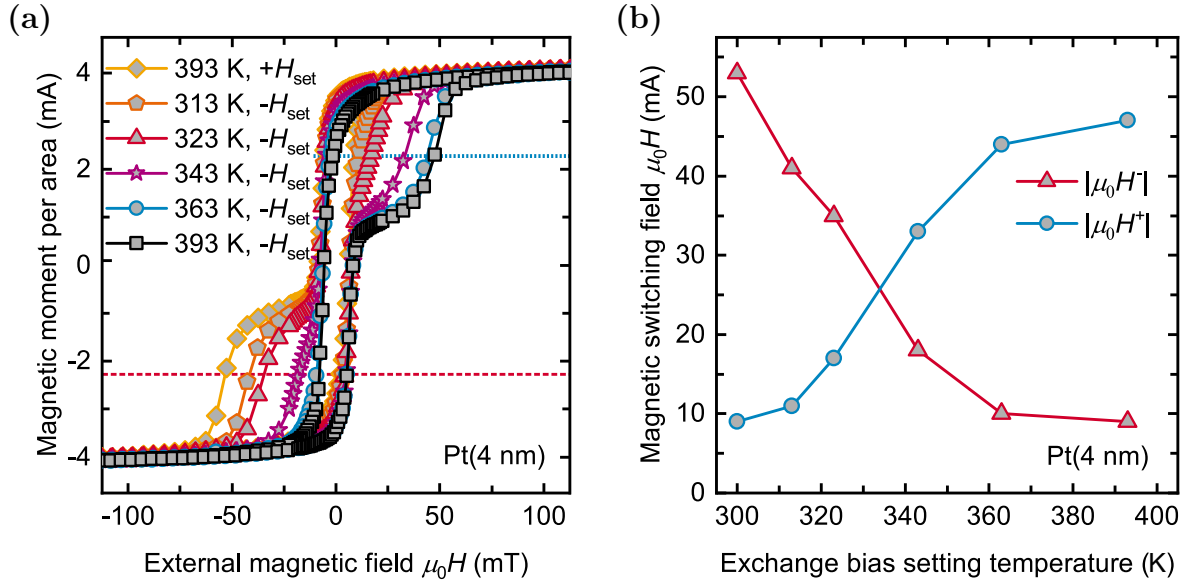 (a)
Magnetic moment per area (mA)
4
2
0
-2
-4
393 K, +Hset
313 K, -Hset
323 K, -Hset
343 K, -Hset
363 K, -Hset
393 K, -Hset
Pt(4 nm)
-100 -50 0 50 100
External magnetic field μ0H (mT)
(b)
Magnetic switching field μ0H (mA)
50
40
30
20
10
0
|μ0H-|
|μ0H+|
Pt(4 nm)
300 320 340 360 380 400
Exchange bias setting temperature (K)